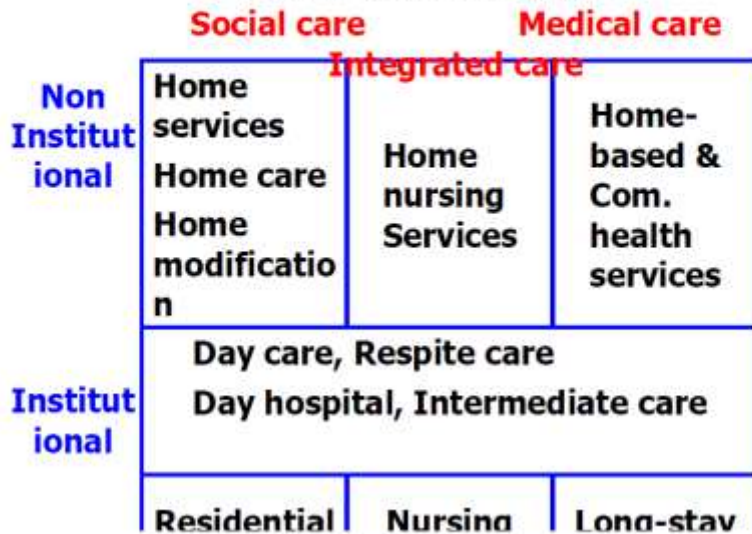 Social care
Medical care
Integrated care
Non
Institut
ional
Home
services
Home care
Home
modificatio
n
Home
nursing
Services
Home-
based &
Com.
health
services
Institut
ional
Day care, Respite care
Day hospital, Intermediate care
Residential
Nursing
Long-stay